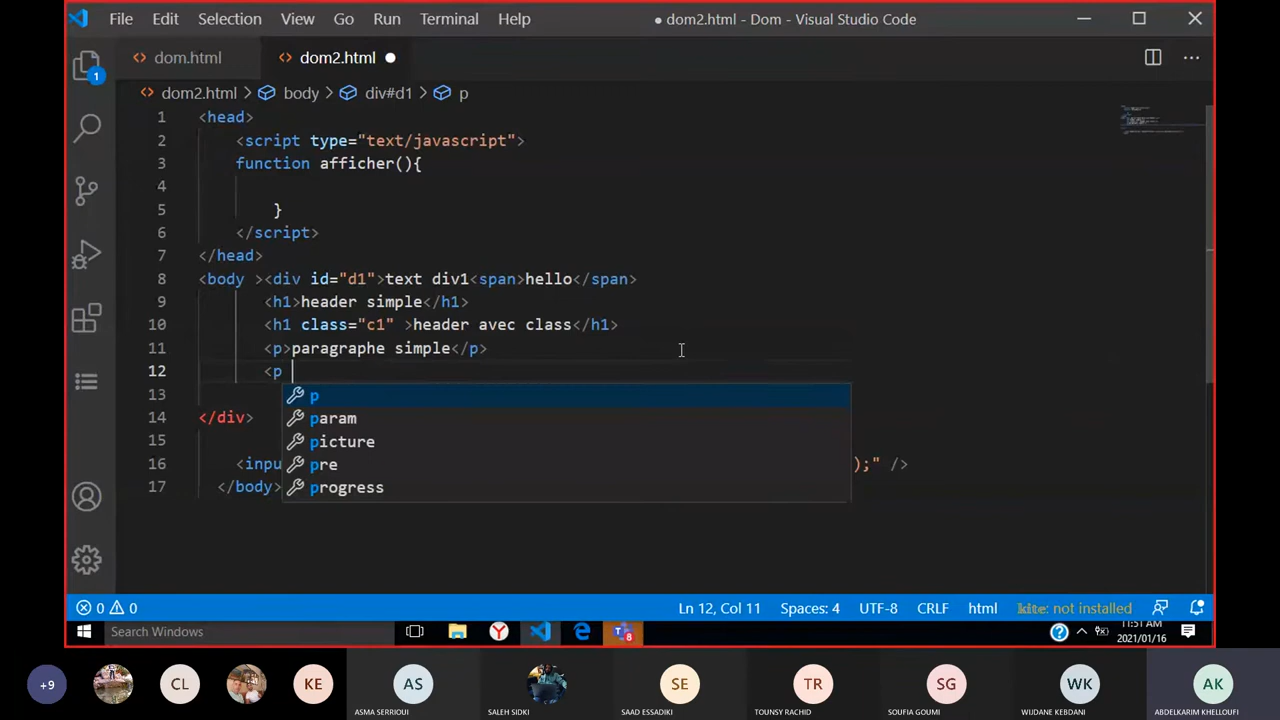 File Edit Selection View Go Run Terminal Help ● dom2.html - Dom - Visual Studio Code
<> dom.html <> dom2.html ●
1
<> dom2.html > body > div#d1 > p
1 <head>
2 <script type="text/javascript">
3 function afficher(){
4
5 }
6 </script>
7 </head>
8 <body ><div id="d1">text div1<span>hello</span>
9 <h1>header simple</h1>
10 <h1 class="c1" >header avec class</h1>
11 <p>paragraphe simple</p>
12 <p
p
13
param
14 </div>
15
picture
16 <inpu );" />
pre
17 </body>
progress
0 0 Ln 12, Col 11 Spaces: 4 UTF-8 CRLF html kite: not installed
Search Windows 8 11:51 AM
2021/01/16
+9 CL KE AS SE TR SG WK AK
ASMA SERRIOUI SALEH SIDKI SAAD ESSADIKI TOUNSY RACHID SOUFIA GOUMI WIJDANE KEBDANI ABDELKARIM KHELLOUFI